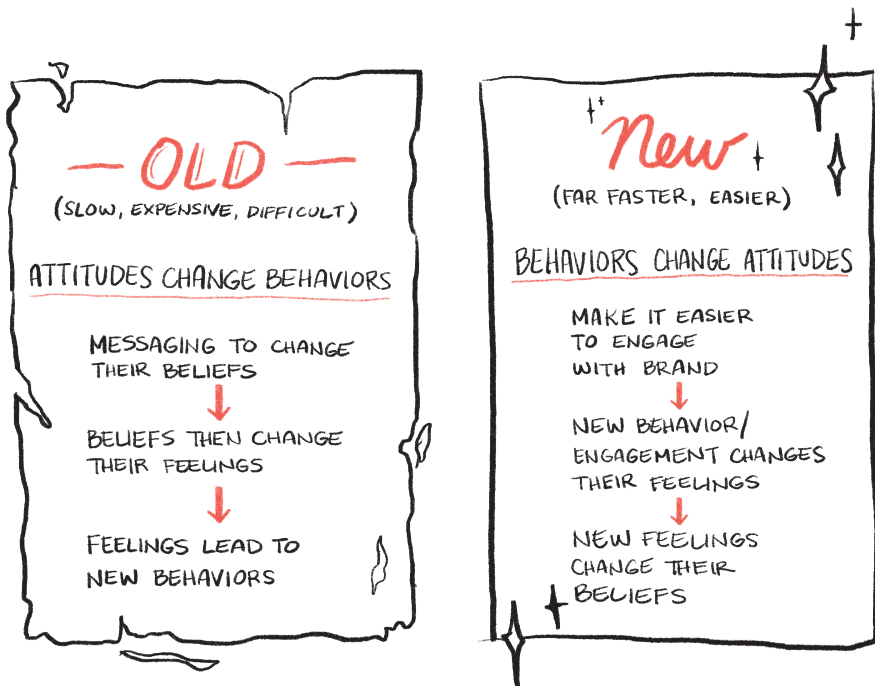 OLD
(SLOW, EXPENSIVE, DIFFICULT)
ATTITUDES CHANGE BEHAVIORS
MESSAGING TO CHANGE
THEIR BELIEFS
BELIEFS THEN CHANGE
THEIR FEELINGS
FEELINGS LEAD TO
NEW BEHAVIORS
New
(FAR FASTER, EASIER)
BEHAVIORS CHANGE ATTITUDES
MAKE IT EASIER
TO ENGAGE
WITH BRAND
NEW BEHAVIOR/
ENGAGEMENT CHANGES
THEIR FEELINGS
NEW FEELINGS
CHANGE THEIR
BELIEFS